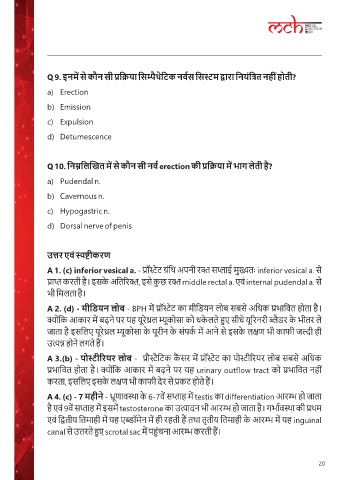 mch
Q 9. इनमें से कौन सी प्रक्रिया सिम्पैथेटिक नर्वस सिस्टम द्वारा नियंत्रित नहीं होती?
a) Erection
b) Emission
c) Expulsion
d) Detumescence
Q 10. निम्नलिखित में से कौन सी नर्व erection की प्रक्रिया में भाग लेती है?
a) Pudendal n.
b) Cavernous n.
c) Hypogastric n.
d) Dorsal nerve of penis
उत्तर एवं स्पष्टीकरण
A 1. (c) inferior vesical a. - प्रॉस्टेट ग्रंथि अपनी रक्त सप्लाई मुख्यतः inferior vesical a. से
प्राप्त करती है। इसके अतिरिक्त, इसे कुछ रक्त middle rectal a. एवं internal pudendal a. से
भी मिलता है।
A 2. (d) - मीडियन लोब - BPH में प्रॉस्टेट का मीडियन लोब सबसे अधिक प्रभावित होता है।
क्योंकि आकार में बढ़ने पर यह यूरेथ्रल म्यूकोसा को धकेलते हुए सीधे यूरिनरी ब्लैडर के भीतर ले
जाता है इसलिए यूरेथ्रल म्यूकोसा के यूरीन के संपर्क में आने से इसके लक्षण भी काफी जल्दी ही
उत्पन्न होने लगते हैं।
A 3.(b) - पोस्टीरियर लोब - प्रॉस्टेटिक कैंसर में प्रॉस्टेट का पोस्टीरियर लोब सबसे अधिक
प्रभावित होता है। क्योंकि आकार में बढ़ने पर यह urinary outflow tract को प्रभावित नहीं
करता, इसलिए इसके लक्षण भी काफी देर से प्रकट होते हैं।
A 4. (c) - 7 महीने - भ्रूणावस्था के 6-7वें सप्ताह में testis का differentiation आरम्भ हो जाता
है एवं 9वें सप्ताह में इसमें testosterone का उत्पादन भी आरम्भ हो जाता है। गर्भावस्था की प्रथम
एवं द्वितीय तिमाही में यह एब्डॉमेन में ही रहती हैं तथा तृतीय तिमाही के आरम्भ में यह inguinal
canal से उतरते हुए scrotal sac में पहुंचना आरम्भ करती हैं।
20